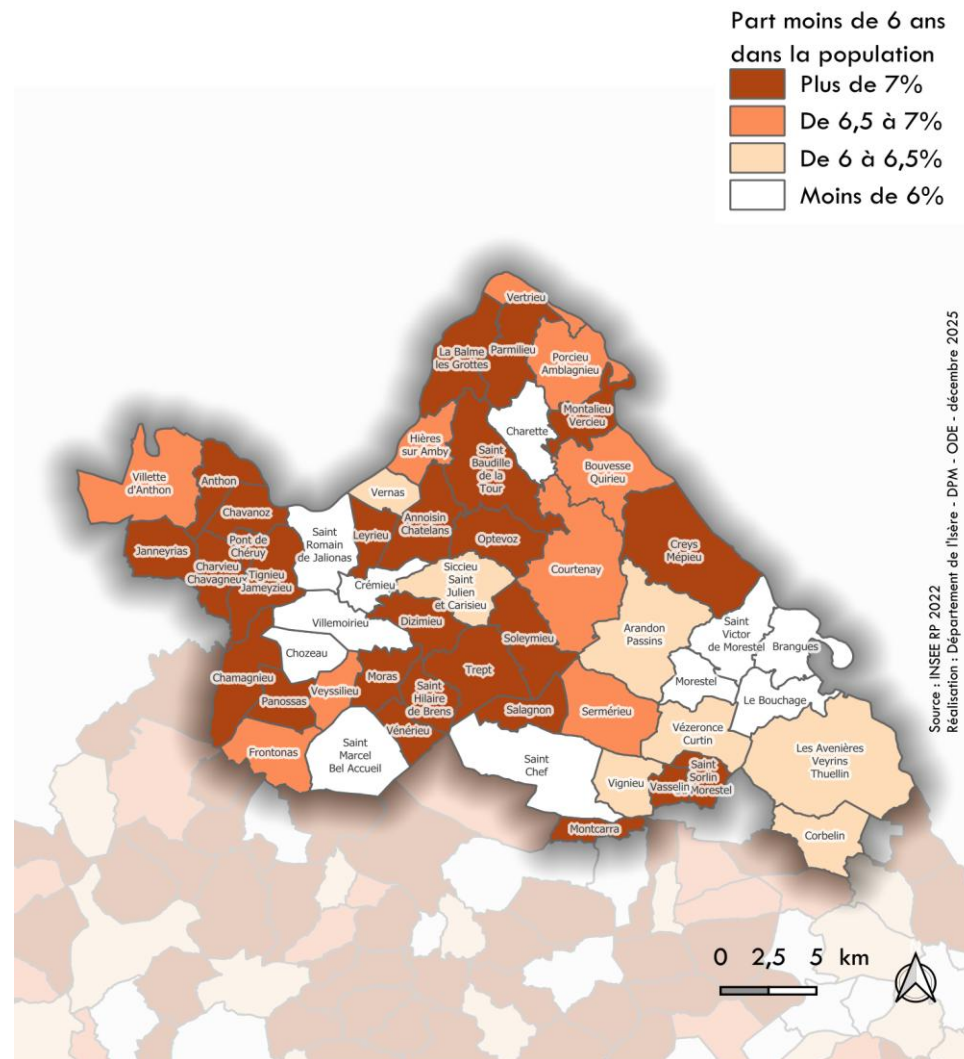 Part moins de 6 ans
dans la population
Plus de 7%
De 6,5 à 7%
De 6 à 6,5%
Moins de 6%
Vertrieu
La Balme
les Grottes
Parmilieu
Porcieu
Amblagnieu
Montalieu
Vercieu
Charette
Hières
sur Amby
Saint
Baudille
de la
Tour
Bouvesse
Quirieu
Villette
d'Anthon
Anthon
Chavanoz
Vernas
Annoisin
Chatelans
Saint
Romain
de Jalionas
Leyrieu
Optevoz
Creys
Mépieu
Janneyrias
Pont de
Chéruy
Charvieu
Chavagneux
Tignieu
Jameyzieu
Crémieu
Siccieu
Saint
Julien
et Carisieu
Courtenay
Villemoirieu
Dizimieu
Soleymieu
Arandon
Passins
Saint
Victor
de Morestel
Brangues
Chozeau
Chamagnieu
Panossas
Veyssilieu
Moras
Saint
Hilaire
de Brens
Trept
Morestel
Le Bouchage
Salagnon
Sermérieu
Vénérieu
Frontonas
Saint
Marcel
Bel Accueil
Saint
Chef
Vézeronce
Curtin
Les Avenières
Veyrins
Thuellin
Vignieu
Vasselin
Saint
Sorlin
Morestel
Montcarra
Corbelin
0 2,5 5 km
Source : INSEE RP 2022
Réalisation : Département de l'Isère - DPM - ODE - décembre 2025